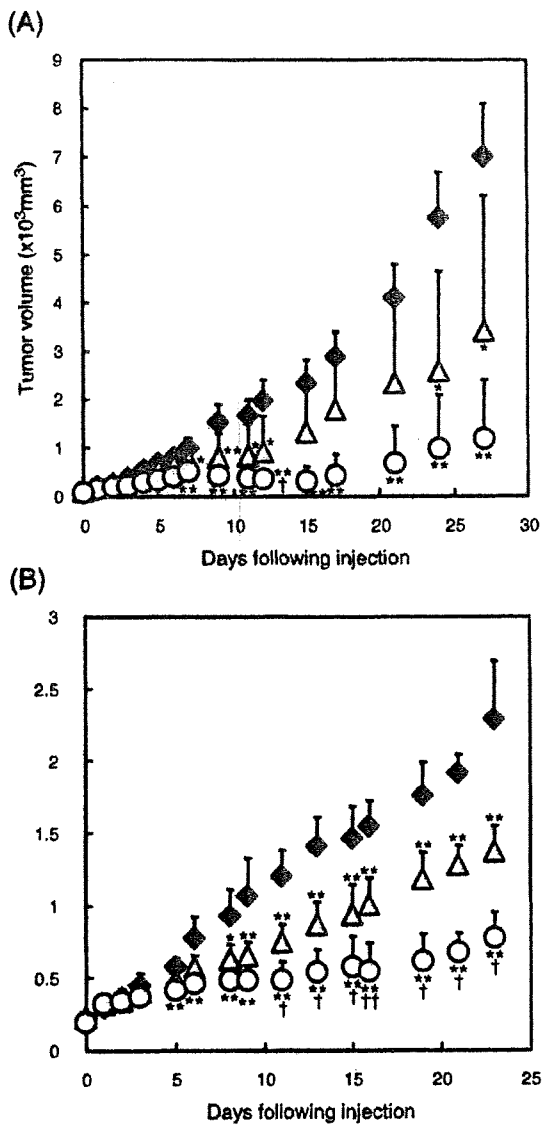 (A)
9
8
7
6
5
4
3
2
1
0
Tumor volume (x10³mm³)
0 5 10 15 20 25 30
Days following injection
** ** ** ** ** ** ** **
* *
†
(B)
3
2.5
2
1.5
1
0.5
0
* ** ** ** ** ** ** ** **
** ** ** ** ** ** ** ** ** ** ** **
† † † †† † † †
0 5 10 15 20 25
Days following injection